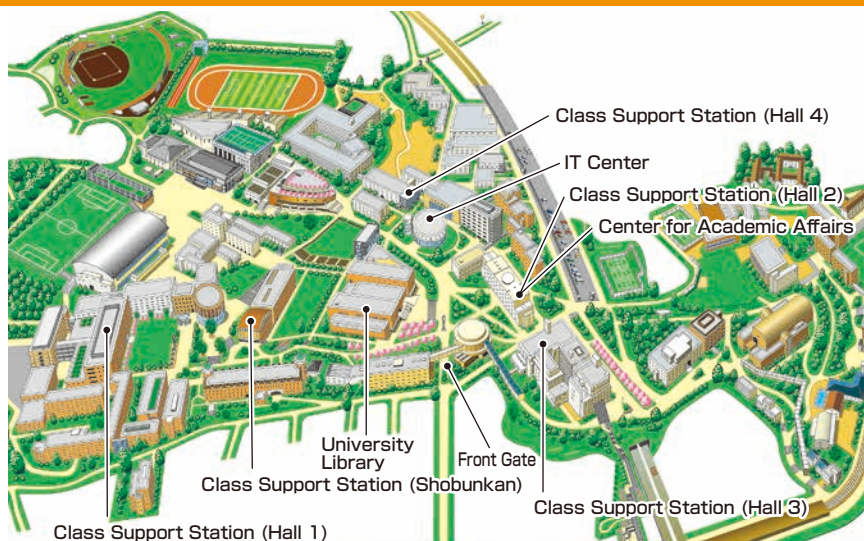 Class Support Station (Hall 4)
IT Center
Class Support Station (Hall 2)
Center for Academic Affairs
University
Library
Front Gate
Class Support Station (Shobunkan)
Class Support Station (Hall 3)
Class Support Station (Hall 1)